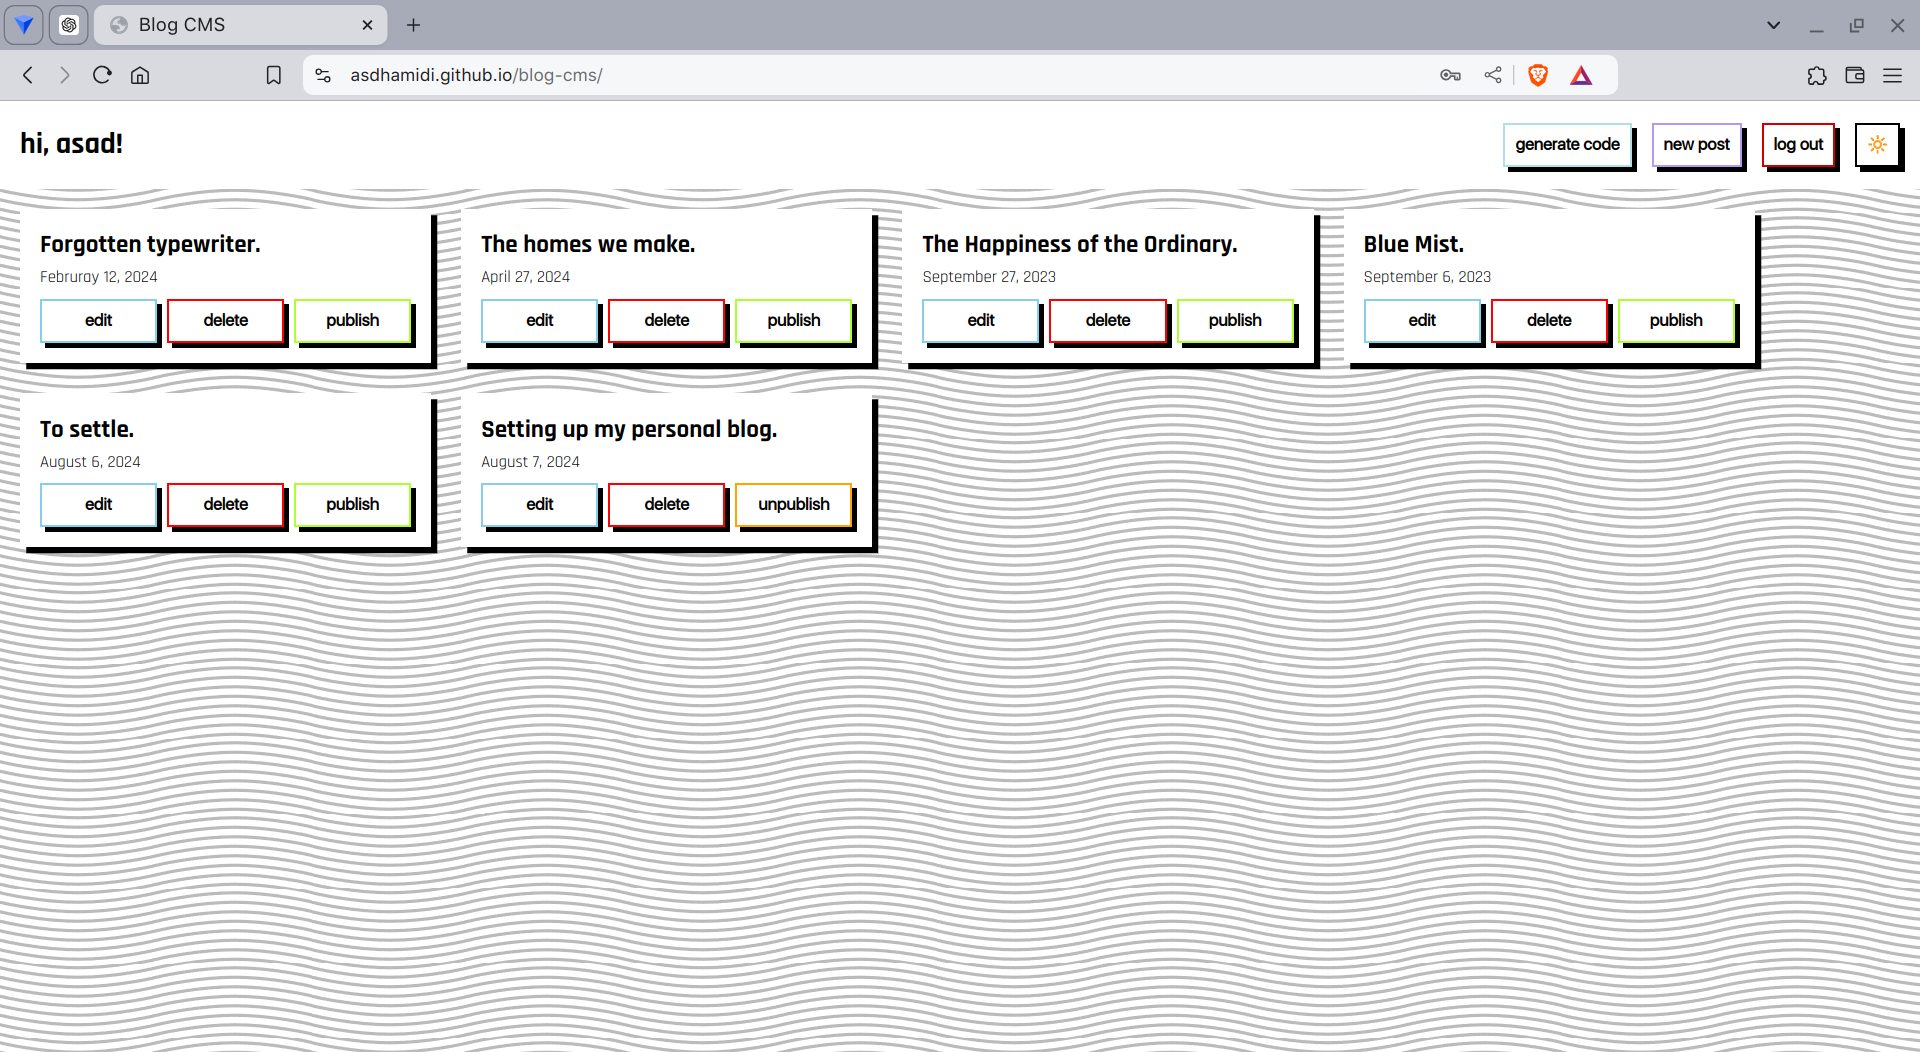 Blog CMS
asdhamidi.github.io/blog-cms/
hi, asad!
generate code
new post
log out
Forgotten typewriter.
Februray 12, 2024
edit
delete
publish
The homes we make.
April 27, 2024
edit
delete
publish
The Happiness of the Ordinary.
September 27, 2023
edit
delete
publish
Blue Mist.
September 6, 2023
edit
delete
publish
To settle.
August 6, 2024
edit
delete
publish
Setting up my personal blog.
August 7, 2024
edit
delete
unpublish